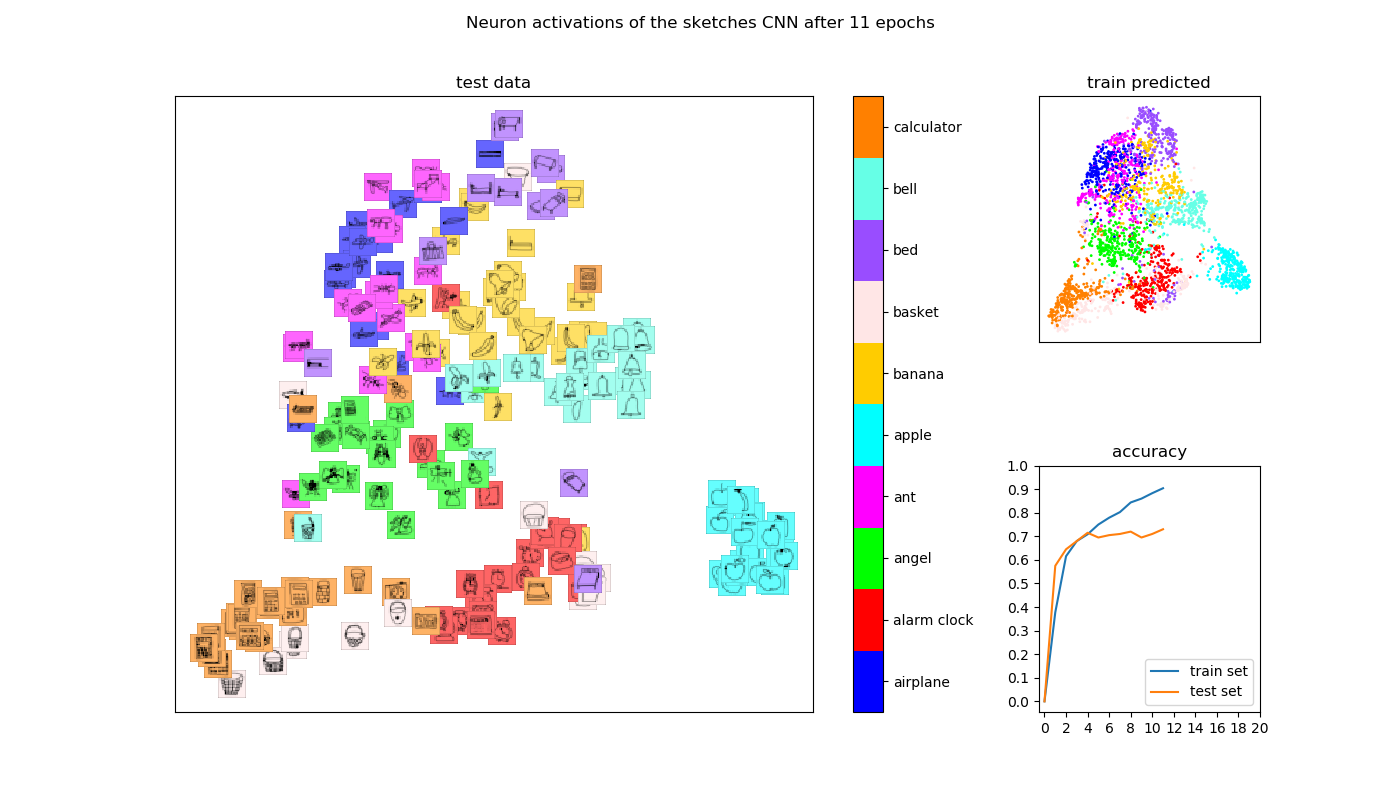 Neuron activations of the sketches CNN after 11 epochs
test data
calculator
bell
bed
basket
banana
apple
ant
angel
alarm clock
airplane
train predicted
accuracy
1.0
0.9
0.8
0.7
0.6
0.5
0.4
0.3
0.2
0.1
0.0
train set
test set
0 2 4 6 8 10 12 14 16 18 20